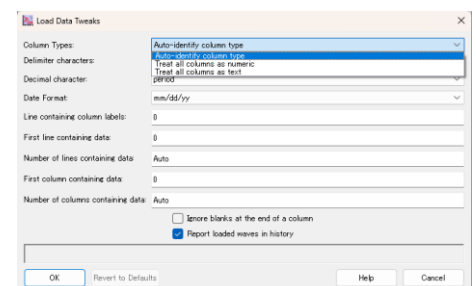 Load Data Tweaks
Column Types: Auto-identify column type
Auto-identify column type
Delimiter characters: Treat all columns as numeric
Treat all columns as text
Decimal character: period
Date Format: mm/dd/yy
Line containing column labels: 0
First line containing data: 0
Number of lines containing data: Auto
First column containing data: 0
Number of columns containing data: Auto
Ignore blanks at the end of a column
Report loaded waves in history
OK Revert to Defaults Help Cancel